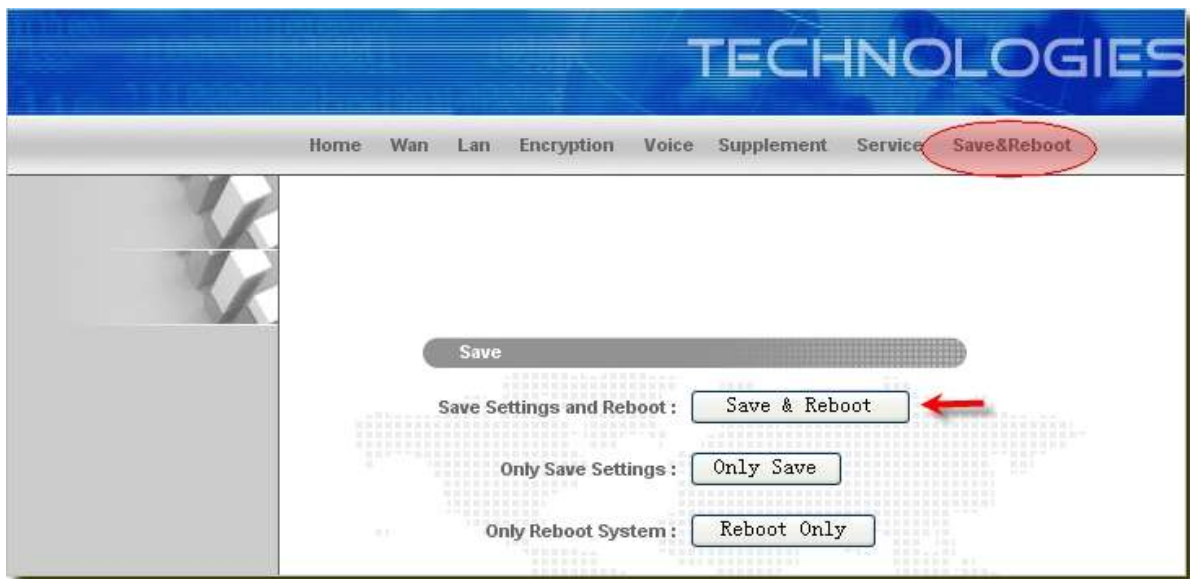 TECHNOLOGIES
Home Wan Lan Encryption Voice Supplement Service Save&Reboot
Save
Save Settings and Reboot : Save & Reboot
Only Save Settings : Only Save
Only Reboot System : Reboot Only